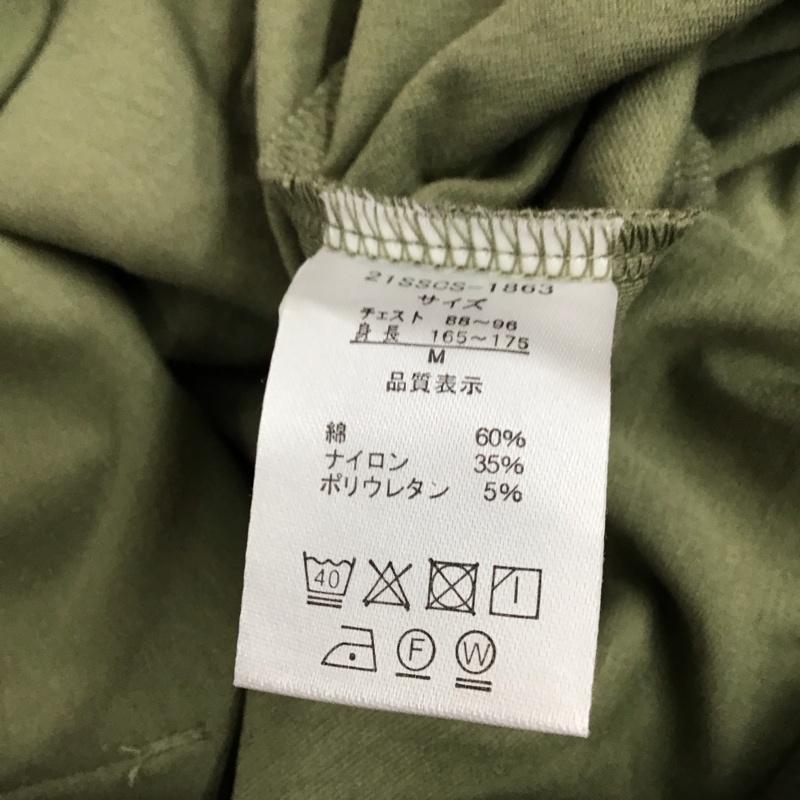 21SSCS-1863
サイズ
チェスト 88～96
身長 165～175
M
品質表示
綿 60%
ナイロン 35%
ポリウレタン 5%
40
F W